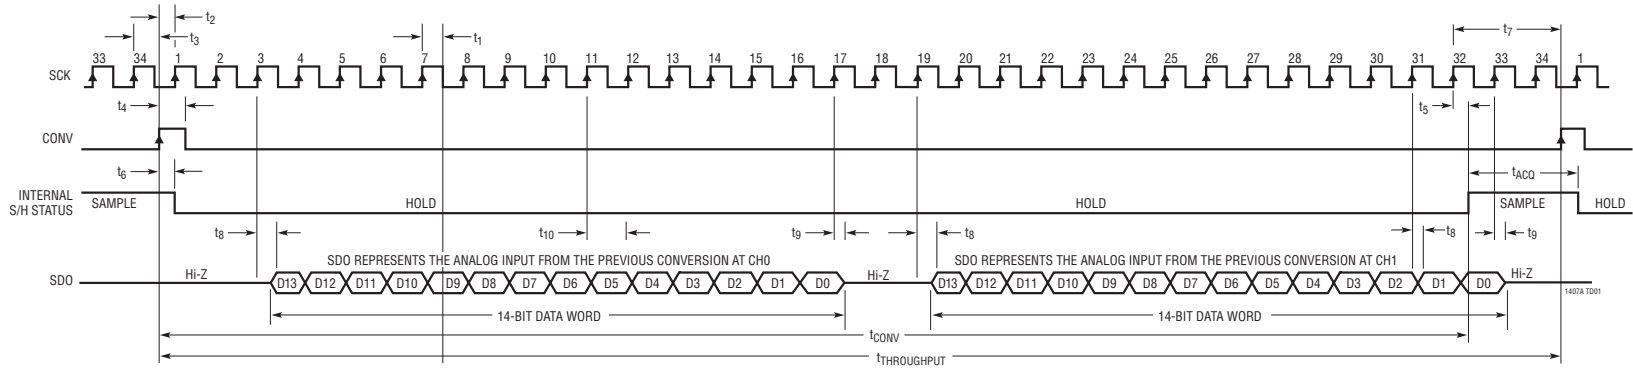 t2
t3
t1
t7
33 34 1 2 3 4 5 6 7 8 9 10 11 12 13 14 15 16 17 18 19 20 21 22 23 24 25 26 27 28 29 30 31 32 33 34 1
SCK
t4
t5
CONV
t6
tACQ
INTERNAL
S/H STATUS
SAMPLE HOLD HOLD SAMPLE HOLD
t8 t10 t9 t8 t8 t9
SDO REPRESENTS THE ANALOG INPUT FROM THE PREVIOUS CONVERSION AT CH0
SDO REPRESENTS THE ANALOG INPUT FROM THE PREVIOUS CONVERSION AT CH1
SDO
Hi-Z D13 D12 D11 D10 D9 D8 D7 D6 D5 D4 D3 D2 D1 D0 Hi-Z D13 D12 D11 D10 D9 D8 D7 D6 D5 D4 D3 D2 D1 D0 Hi-Z
1407A TD01
14-BIT DATA WORD 14-BIT DATA WORD
tCONV
tTHROUGHPUT